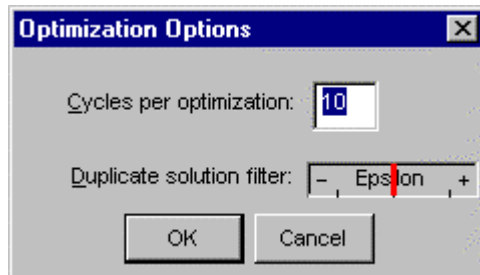 Optimization Options
Cycles per optimization: 10
Duplicate solution filter: − Epsilon +
OK Cancel